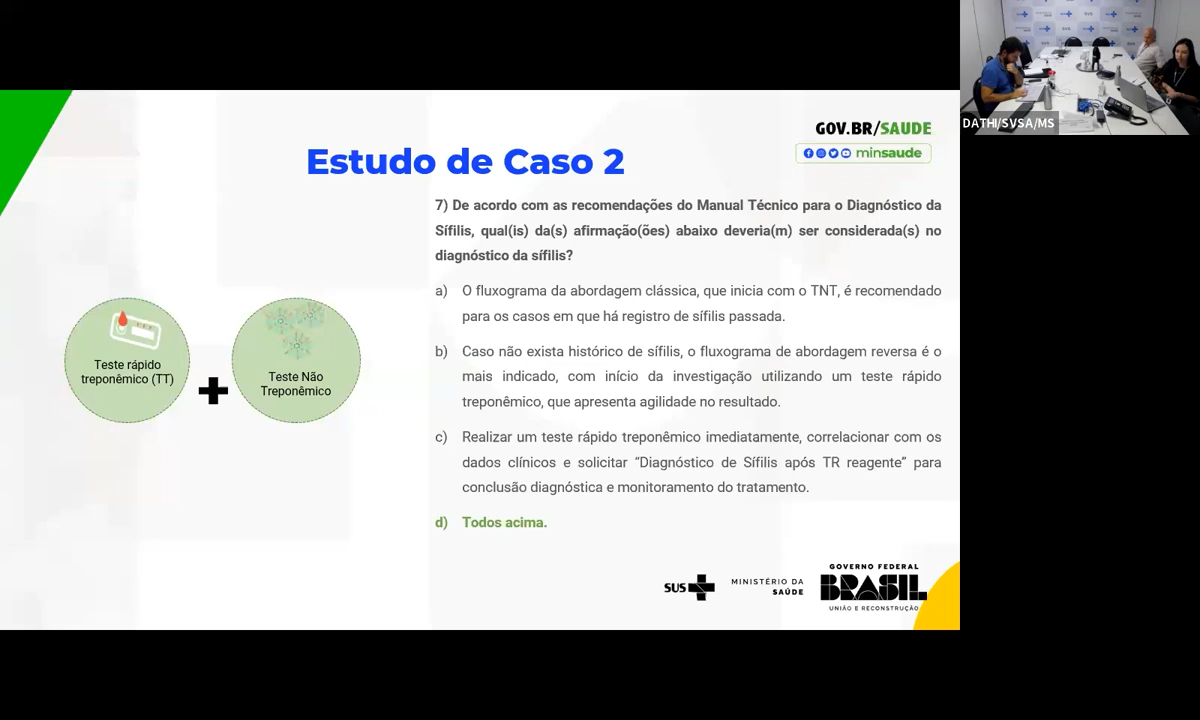 DATHI/SVSA/MS
GOV.BR/SAUDE
minsaude
Estudo de Caso 2
7) De acordo com as recomendações do Manual Técnico para o Diagnóstico da
Sífilis, qual(is) da(s) afirmação(ões) abaixo deveria(m) ser considerada(s) no
diagnóstico da sífilis?
a) O fluxograma da abordagem clássica, que inicia com o TNT, é recomendado
para os casos em que há registro de sífilis passada.
b) Caso não exista histórico de sífilis, o fluxograma de abordagem reversa é o
mais indicado, com início da investigação utilizando um teste rápido
treponêmico, que apresenta agilidade no resultado.
c) Realizar um teste rápido treponêmico imediatamente, correlacionar com os
dados clínicos e solicitar “Diagnóstico de Sífilis após TR reagente” para
conclusão diagnóstica e monitoramento do tratamento.
d) Todos acima.
Teste rápido
treponêmico (TT)
Teste Não
Treponêmico
SUS
MINISTÉRIO DA
SAÚDE
GOVERNO FEDERAL
BRASIL
UNIÃO E RECONSTRUÇÃO